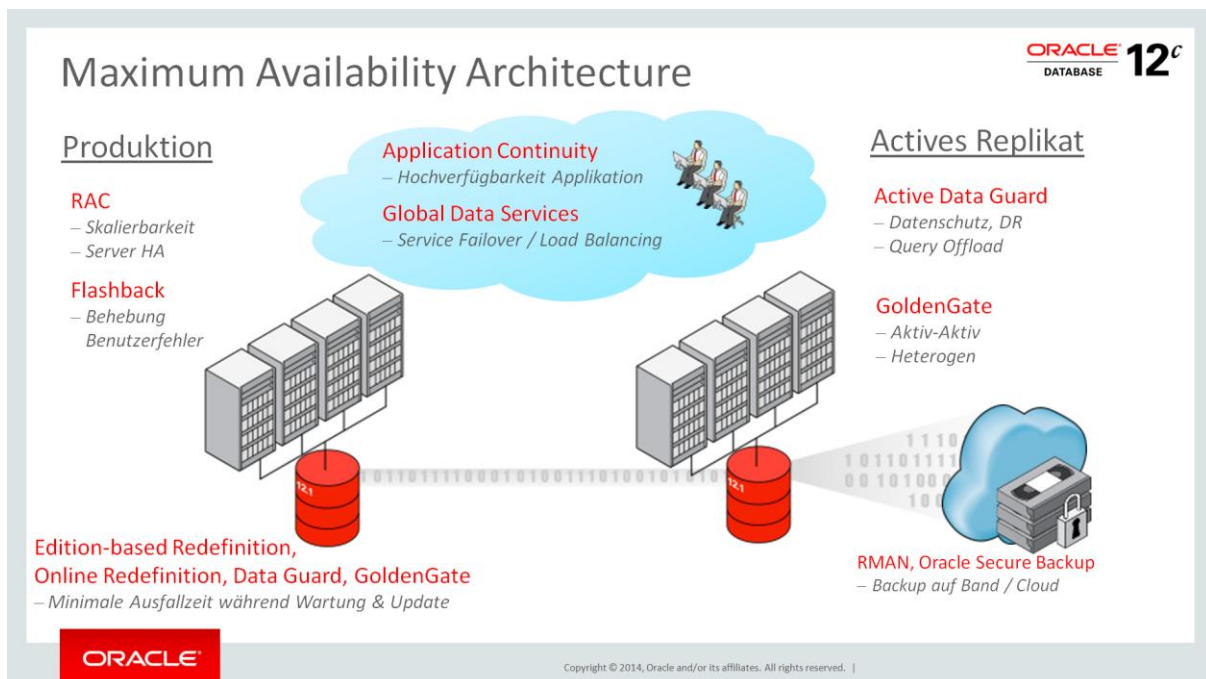 Maximum Availability Architecture
ORACLE
DATABASE
12c
Produktion
RAC
– Skalierbarkeit
– Server HA
Flashback
– Behebung
Benutzerfehler
Application Continuity
– Hochverfügbarkeit Applikation
Global Data Services
– Service Failover / Load Balancing
Actives Replikat
Active Data Guard
– Datenschutz, DR
– Query Offload
GoldenGate
– Aktiv-Aktiv
– Heterogen
12.1
12.1
Edition-based Redefinition,
Online Redefinition, Data Guard, GoldenGate
– Minimale Ausfallzeit während Wartung & Update
RMAN, Oracle Secure Backup
– Backup auf Band / Cloud
ORACLE
Copyright © 2014, Oracle and/or its affiliates. All rights reserved. |